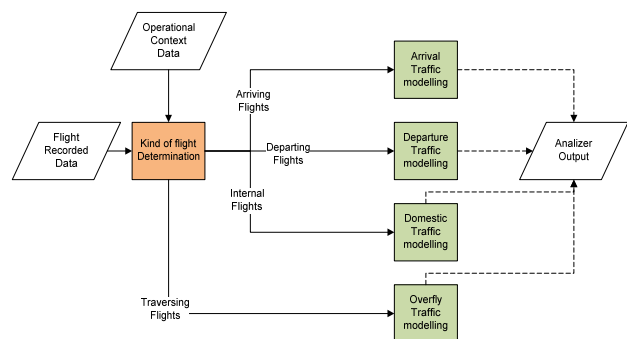 Operational
Context
Data
Flight
Recorded
Data
Kind of flight
Determination
Arriving
Flights
Departing
Flights
Internal
Flights
Traversing
Flights
Arrival
Traffic
modelling
Departure
Traffic
modelling
Domestic
Traffic
modelling
Overfly
Traffic
modelling
Analizer
Output